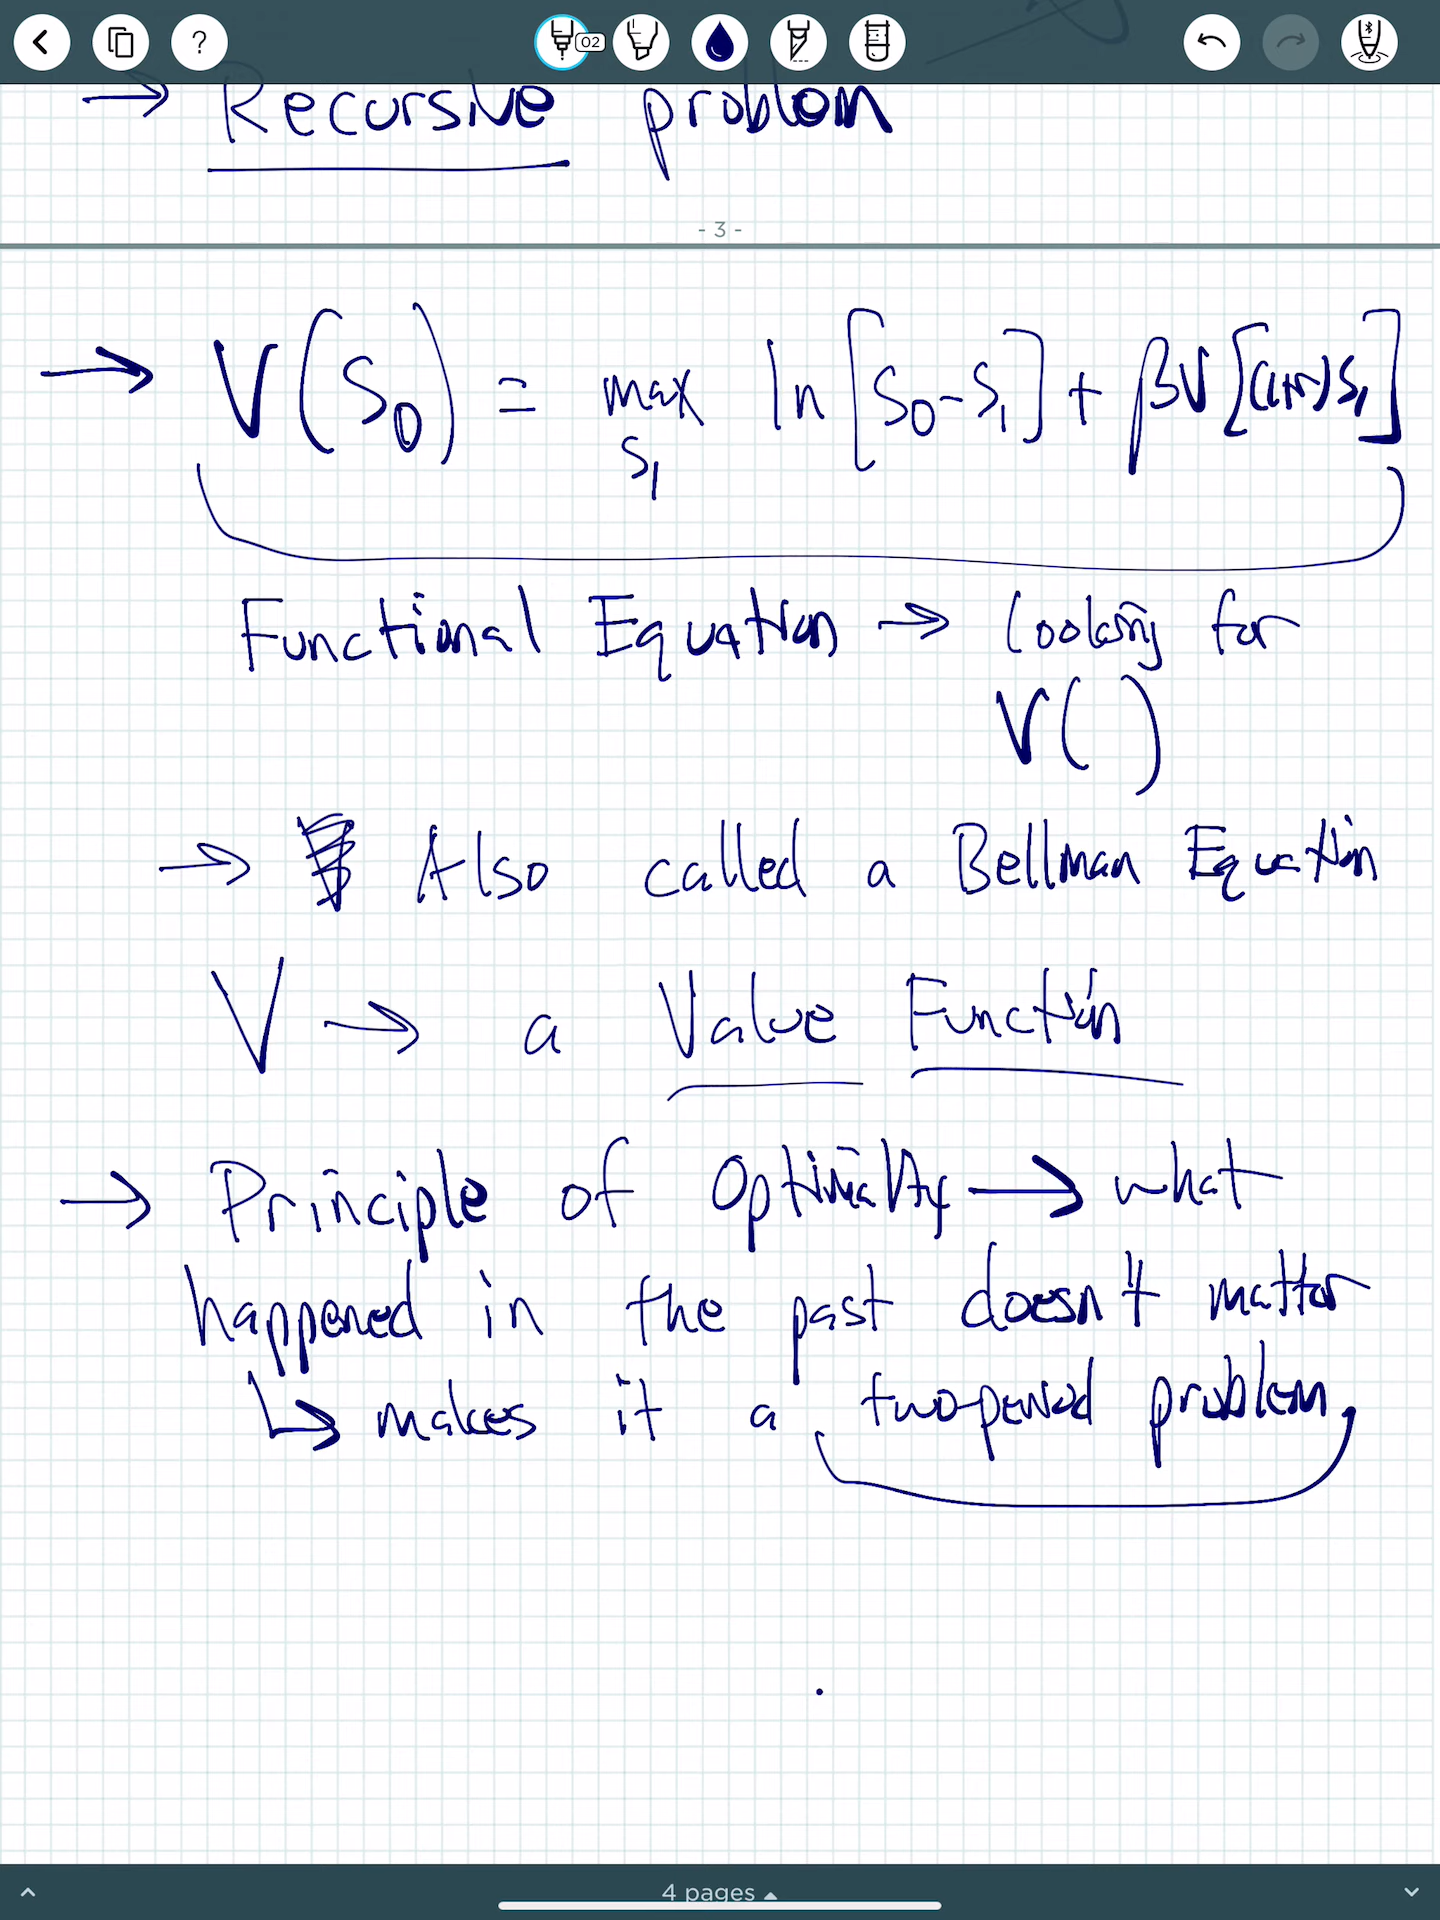 ?
02
→ Recursive problem
- 3 -
→ V(S₀) = max ln[S₀-S₁] + βV[(1+r)S₁]
S₁
Functional Equation → looking for
V( )
→ Also called a Bellman Equation
V → a Value Function
→ Principle of Optimality → what
happened in the past doesn't matter
↳ makes it a two-period problem,
4 pages